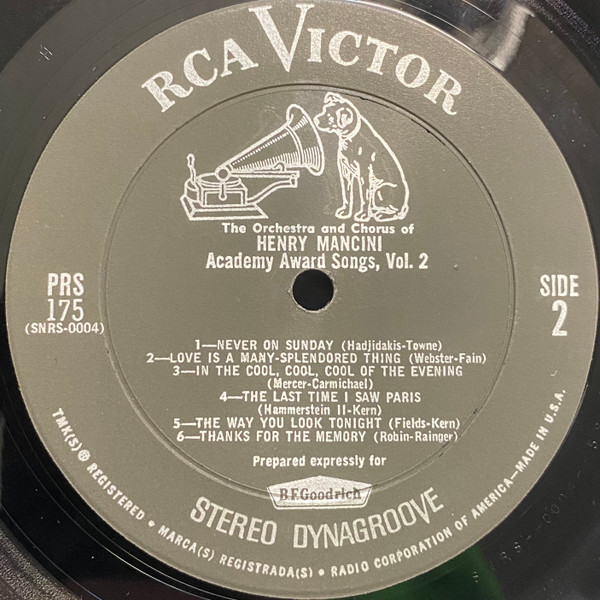 RCA VICTOR
The Orchestra and Chorus of
HENRY MANCINI
Academy Award Songs, Vol. 2
PRS
175
(SNRS-0004)
SIDE
2
1—NEVER ON SUNDAY (Hadjidakis-Towne)
2—LOVE IS A MANY-SPLENDORED THING (Webster-Fain)
3—IN THE COOL, COOL, COOL OF THE EVENING
(Mercer-Carmichael)
4—THE LAST TIME I SAW PARIS
(Hammerstein II-Kern)
5—THE WAY YOU LOOK TONIGHT (Fields-Kern)
6—THANKS FOR THE MEMORY (Robin-Rainger)
Prepared expressly for
B.F.Goodrich
STEREO DYNAGROOVE
TMK(S) ® REGISTERED • MARCA(S) REGISTRADA(S) • RADIO CORPORATION OF AMERICA—MADE IN U.S.A.